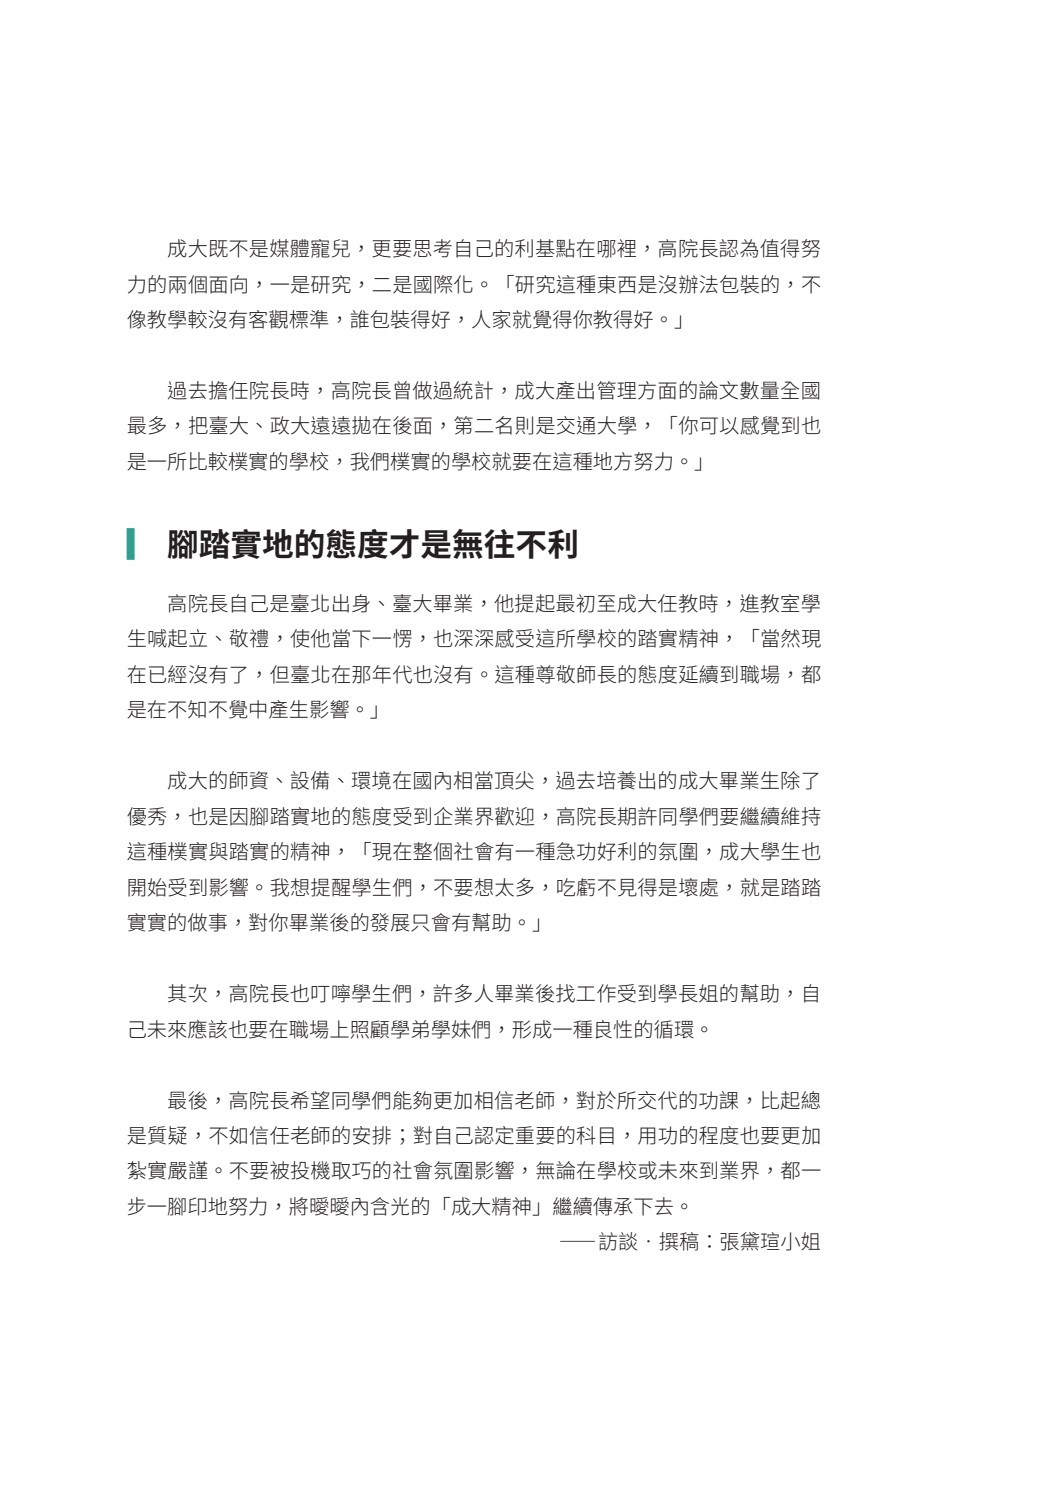 成大既不是媒體寵兒，更要思考自己的利基點在哪裡，高院長認為值得努
力的兩個面向，一是研究，二是國際化。「研究這種東西是沒辦法包裝的，不
像教學較沒有客觀標準，誰包裝得好，人家就覺得你教得好。」
過去擔任院長時，高院長曾做過統計，成大產出管理方面的論文數量全國
最多，把臺大、政大遠遠拋在後面，第二名則是交通大學，「你可以感覺到也
是一所比較樸實的學校，我們樸實的學校就要在這種地方努力。」
腳踏實地的態度才是無往不利
高院長自己是臺北出身、臺大畢業，他提起最初至成大任教時，進教室學
生喊起立、敬禮，使他當下一愣，也深深感受這所學校的踏實精神，「當然現
在已經沒有了，但臺北在那年代也沒有。這種尊敬師長的態度延續到職場，都
是在不知不覺中產生影響。」
成大的師資、設備、環境在國內相當頂尖，過去培養出的成大畢業生除了
優秀，也是因腳踏實地的態度受到企業界歡迎，高院長期許同學們要繼續維持
這種樸實與踏實的精神，「現在整個社會有一種急功好利的氛圍，成大學生也
開始受到影響。我想提醒學生們，不要想太多，吃虧不見得是壞處，就是踏踏
實實的做事，對你畢業後的發展只會有幫助。」
其次，高院長也叮嚀學生們，許多人畢業後找工作受到學長姐的幫助，自
己未來應該也要在職場上照顧學弟學妹們，形成一種良性的循環。
最後，高院長希望同學們能夠更加相信老師，對於所交代的功課，比起總
是質疑，不如信任老師的安排；對自己認定重要的科目，用功的程度也要更加
紮實嚴謹。不要被投機取巧的社會氛圍影響，無論在學校或未來到業界，都一
步一腳印地努力，將曖曖內含光的「成大精神」繼續傳承下去。
——訪談‧撰稿：張黛瑄小姐